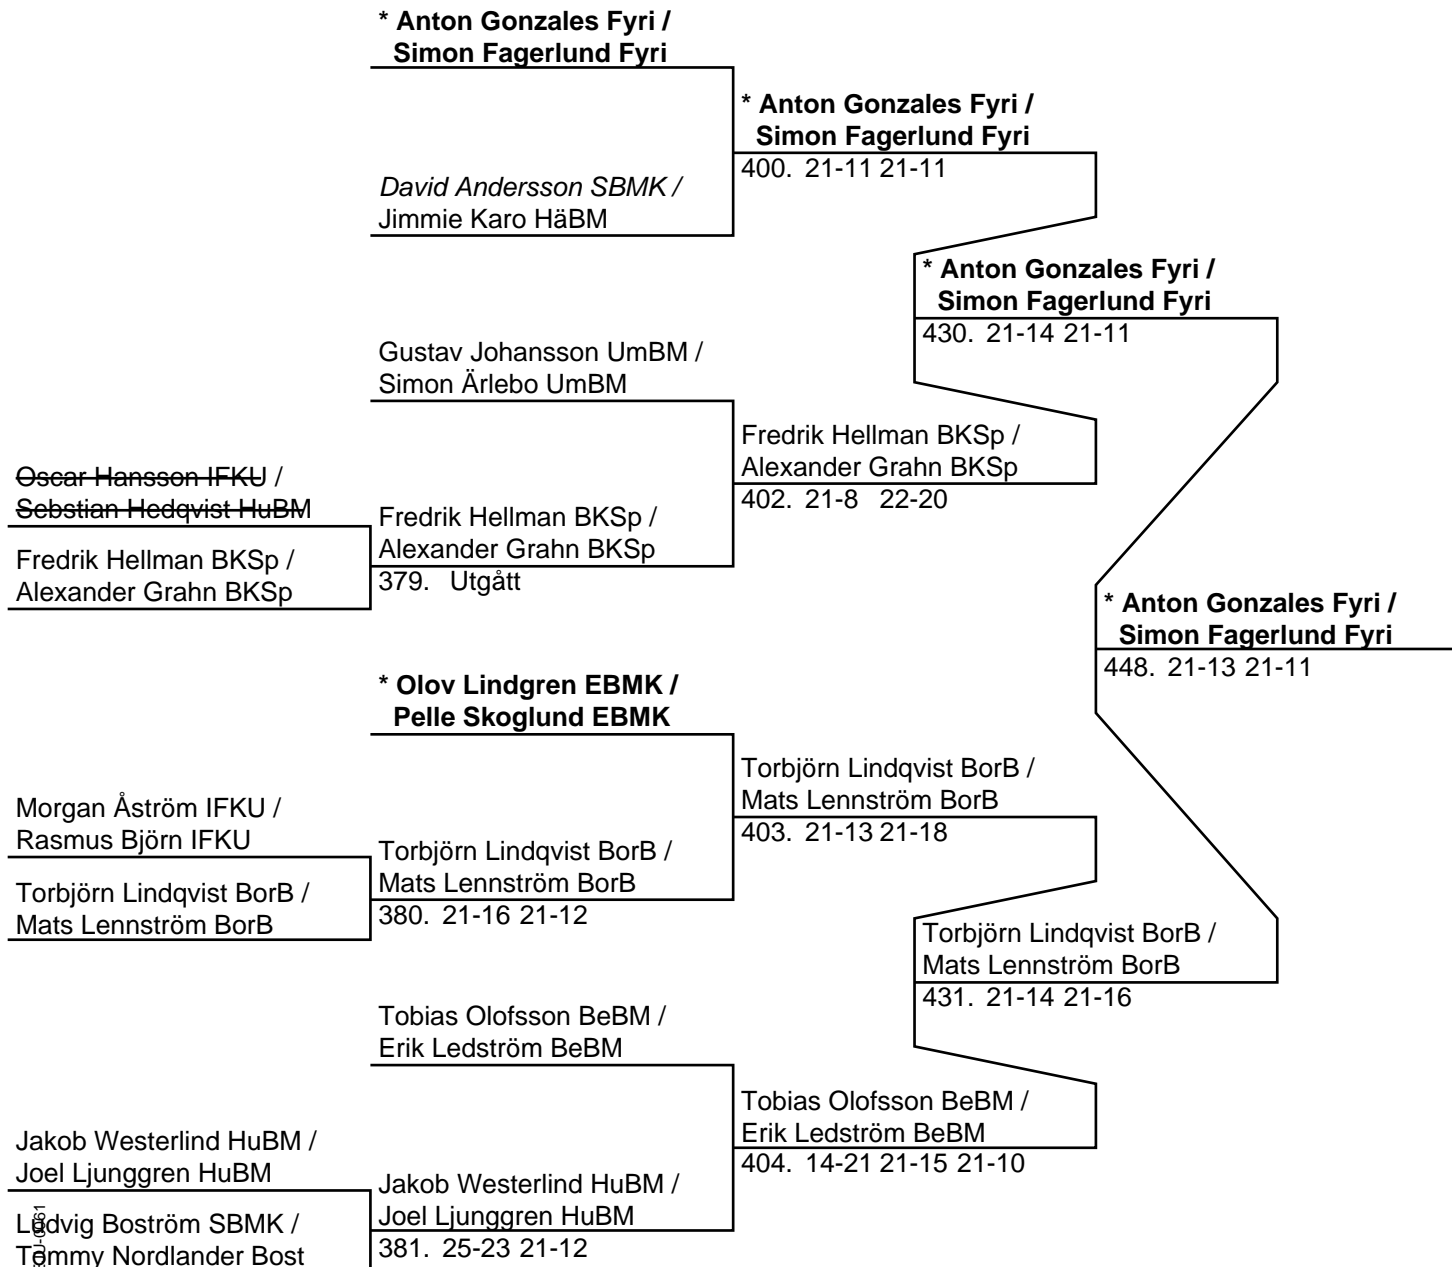 * Anton Gonzales Fyri /
Simon Fagerlund Fyri
* Anton Gonzales Fyri /
Simon Fagerlund Fyri
400. 21-11 21-11
David Andersson SBMK /
Jimmie Karo HäBM
* Anton Gonzales Fyri /
Simon Fagerlund Fyri
430. 21-14 21-11
Gustav Johansson UmBM /
Simon Ärlebo UmBM
Fredrik Hellman BKSp /
Alexander Grahn BKSp
402. 21-8 22-20
Oscar Hansson IFKU /
Sebstian Hedqvist HuBM
Fredrik Hellman BKSp /
Alexander Grahn BKSp
379. Utgått
Fredrik Hellman BKSp /
Alexander Grahn BKSp
* Anton Gonzales Fyri /
Simon Fagerlund Fyri
448. 21-13 21-11
* Olov Lindgren EBMK /
Pelle Skoglund EBMK
Torbjörn Lindqvist BorB /
Mats Lennström BorB
403. 21-13 21-18
Morgan Åström IFKU /
Rasmus Björn IFKU
Torbjörn Lindqvist BorB /
Mats Lennström BorB
380. 21-16 21-12
Torbjörn Lindqvist BorB /
Mats Lennström BorB
Torbjörn Lindqvist BorB /
Mats Lennström BorB
431. 21-14 21-16
Tobias Olofsson BeBM /
Erik Ledström BeBM
Tobias Olofsson BeBM /
Erik Ledström BeBM
404. 14-21 21-15 21-10
Jakob Westerlind HuBM /
Joel Ljunggren HuBM
Jakob Westerlind HuBM /
Joel Ljunggren HuBM
381. 25-23 21-12
Ludvig Boström SBMK /
Tommy Nordlander Bost